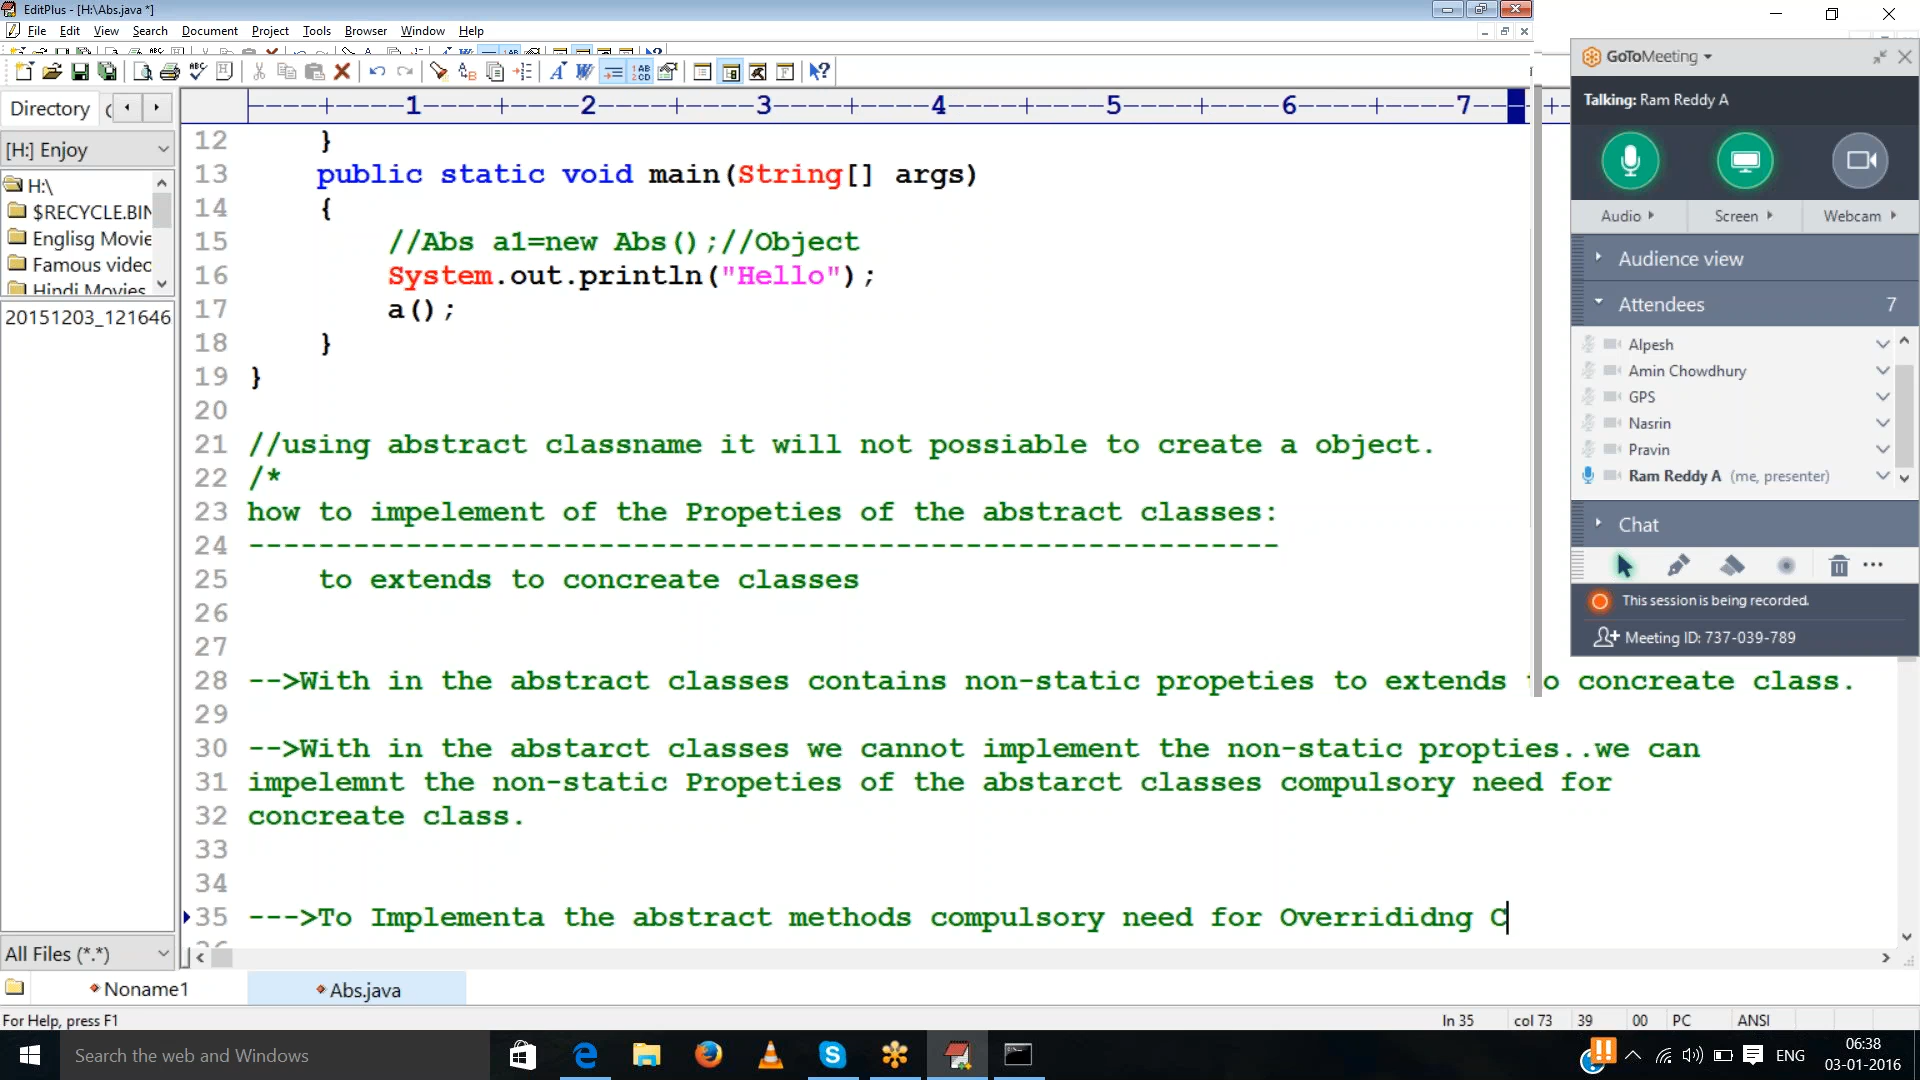 EditPlus - [H:\Abs.java *]
File Edit View Search Document Project Tools Browser Window Help
GoToMeeting
Talking: Ram Reddy A
Audio Screen Webcam
Audience view
Attendees 7
Alpesh
Amin Chowdhury
GPS
Nasrin
Pravin
Ram Reddy A (me, presenter)
Chat
This session is being recorded.
Meeting ID: 737-039-789
Directory
[H:] Enjoy
H:\
$RECYCLE.BIN
Englisg Movie
Famous videc
Hindi Movies
20151203_121646
All Files (*.*)
----+----1----+----2----+----3----+----4----+----5----+----6----+----7--
12 }
13 public static void main(String[] args)
14 {
15 //Abs a1=new Abs();//Object
16 System.out.println("Hello");
17 a();
18 }
19 }
20
21 //using abstract classname it will not possiable to create a object.
22 /*
23 how to impelement of the Propeties of the abstract classes:
24 -----------------------------------------------------------
25 to extends to concreate classes
26
27
28 -->With in the abstract classes contains non-static propeties to extends to concreate class.
29
30 -->With in the abstarct classes we cannot implement the non-static propties..we can
31 impelemnt the non-static Propeties of the abstarct classes compulsory need for
32 concreate class.
33
34
35 --->To Implementa the abstract methods compulsory need for Overrididng C
Noname1 Abs.java
For Help, press F1 ln 35 col 73 39 00 PC ANSI
Search the web and Windows
ENG
06:38
03-01-2016